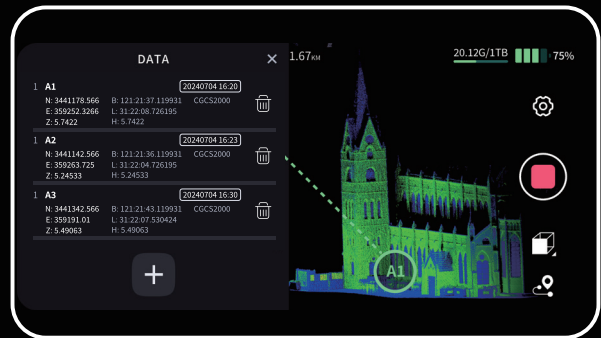 DATA
1.67KM
20.12G/1TB 75%
1 A1 20240704 16:20
N: 3441178.566 B: 121:21:37.119931 CGCS2000
E: 359252.3266 L: 31:22:08.726195
Z: 5.7422 H: 5.7422
1 A2 20240704 16:23
N: 3441142.566 B: 121:21:36.119931 CGCS2000
E: 359263.725 L: 31:22:04.726195
Z: 5.24533 H: 5.24533
1 A3 20240704 16:30
N: 3441342.566 B: 121:21:43.119931 CGCS2000
E: 359191.01 L: 31:22:07.530424
Z: 5.49063 H: 5.49063
A1